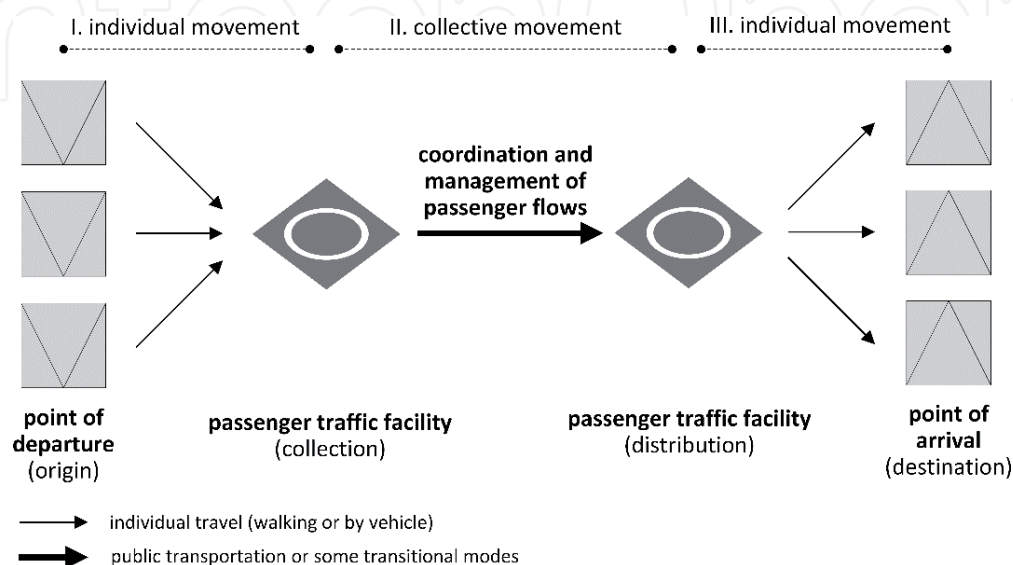 I. individual movement
II. collective movement
III. individual movement
coordination and
management of
passenger flows
point of
departure
(origin)
passenger traffic facility
(collection)
passenger traffic facility
(distribution)
point of
arrival
(destination)
individual travel (walking or by vehicle)
public transportation or some transitional modes